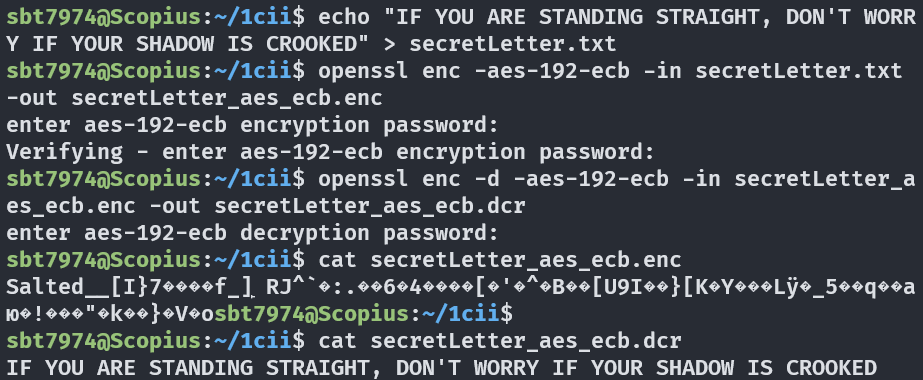 sbt7974@Scopius:~/1cii$ echo "IF YOU ARE STANDING STRAIGHT, DON'T WORR
Y IF YOUR SHADOW IS CROOKED" > secretLetter.txt
sbt7974@Scopius:~/1cii$ openssl enc -aes-192-ecb -in secretLetter.txt
-out secretLetter_aes_ecb.enc
enter aes-192-ecb encryption password:
Verifying - enter aes-192-ecb encryption password:
sbt7974@Scopius:~/1cii$ openssl enc -d -aes-192-ecb -in secretLetter_a
es_ecb.enc -out secretLetter_aes_ecb.dcr
enter aes-192-ecb decryption password:
sbt7974@Scopius:~/1cii$ cat secretLetter_aes_ecb.enc
Salted__[I}7����f_] RJ^`�:.��6�4����[�'�^�B��[U9I��}[K�Y���Lÿ�_5��q��a
ю�!���"�k��}�V�osbt7974@Scopius:~/1cii$
sbt7974@Scopius:~/1cii$ cat secretLetter_aes_ecb.dcr
IF YOU ARE STANDING STRAIGHT, DON'T WORRY IF YOUR SHADOW IS CROOKED